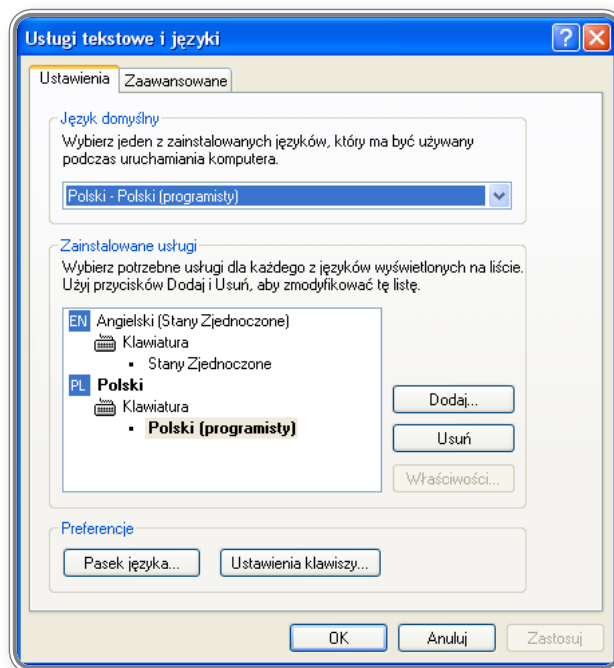 Usługi tekstowe i języki
Ustawienia
Zaawansowane
Język domyślny
Wybierz jeden z zainstalowanych języków, który ma być używany
podczas uruchamiania komputera.
Polski - Polski (programisty)
Zainstalowane usługi
Wybierz potrzebne usługi dla każdego z języków wyświetlonych na liście.
Użyj przycisków Dodaj i Usuń, aby zmodyfikować tę listę.
EN Angielski (Stany Zjednoczone)
Klawiatura
Stany Zjednoczone
PL Polski
Klawiatura
Polski (programisty)
Dodaj...
Usuń
Właściwości...
Preferencje
Pasek języka...
Ustawienia klawiszy...
OK
Anuluj
Zastosuj